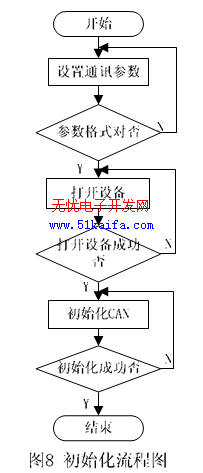 开始
设置通讯参数
参数格式对否
N
Y
打开设备
无忧电子开发网
www.51kaifa.com
打开设备成功
否
N
Y
初始化CAN
初始化成功否
N
Y
结束
图8 初始化流程图